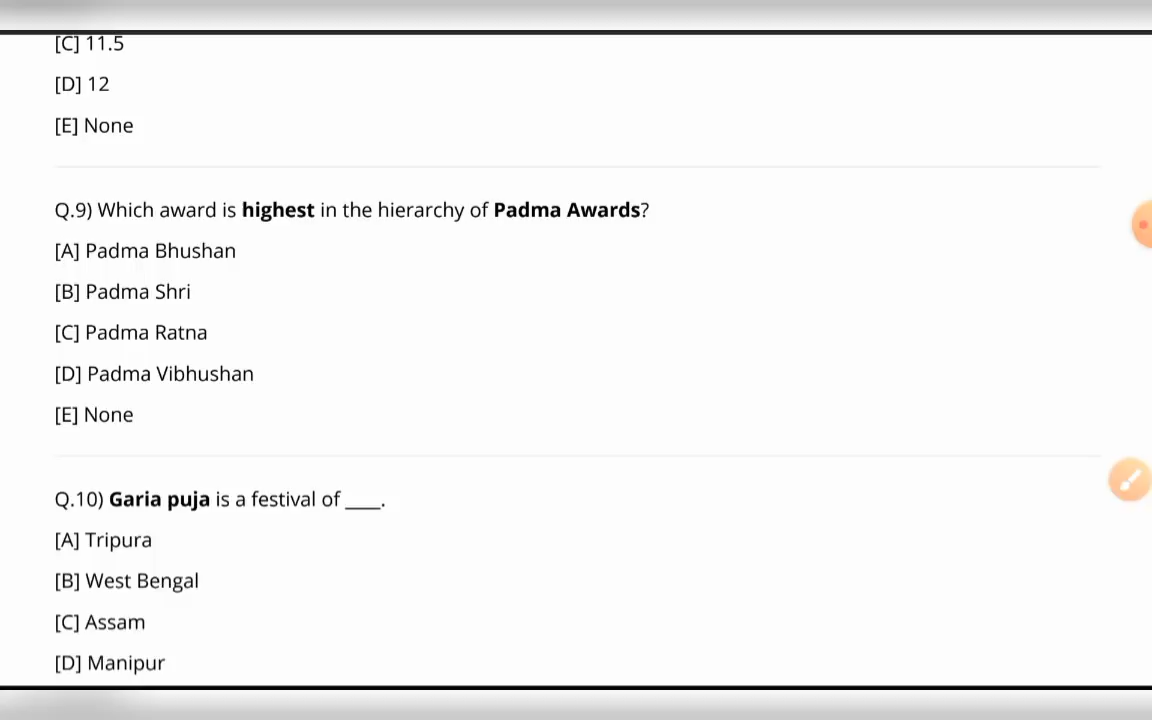 [C] 11.5
[D] 12
[E] None
Q.9) Which award is highest in the hierarchy of Padma Awards?
[A] Padma Bhushan
[B] Padma Shri
[C] Padma Ratna
[D] Padma Vibhushan
[E] None
Q.10) Garia puja is a festival of ____.
[A] Tripura
[B] West Bengal
[C] Assam
[D] Manipur